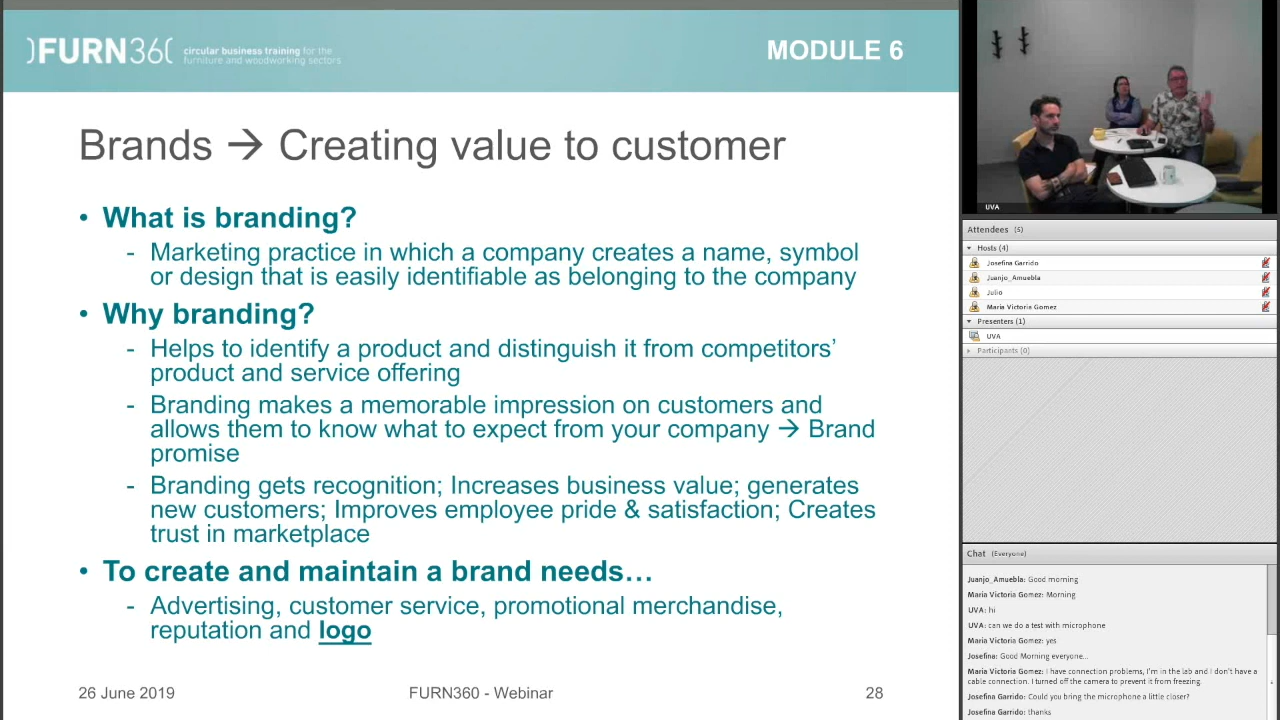 )FURN36( circular business training for the
furniture and woodworking sectors
MODULE 6
Brands → Creating value to customer
• What is branding?
- Marketing practice in which a company creates a name, symbol
or design that is easily identifiable as belonging to the company
• Why branding?
- Helps to identify a product and distinguish it from competitors’
product and service offering
- Branding makes a memorable impression on customers and
allows them to know what to expect from your company → Brand
promise
- Branding gets recognition; Increases business value; generates
new customers; Improves employee pride & satisfaction; Creates
trust in marketplace
• To create and maintain a brand needs…
- Advertising, customer service, promotional merchandise,
reputation and logo
26 June 2019
FURN360 - Webinar
28
UVA
Attendees (5)
Hosts (4)
Josefina Garrido
Juanjo_Amuebla
Julio
Maria Victoria Gomez
Presenters (1)
UVA
Participants (0)
Chat (Everyone)
Juanjo_Amuebla: Good morning
Maria Victoria Gomez: Morning
UVA: hi
UVA: can we do a test with microphone
Maria Victoria Gomez: yes
Josefina: Good Morning everyone...
Maria Victoria Gomez: I have connection problems, I'm in the lab and I don't have a
cable connection. I turned off the camera to prevent it from freezing.
Josefina Garrido: Could you bring the microphone a little closer?
Josefina Garrido: thanks